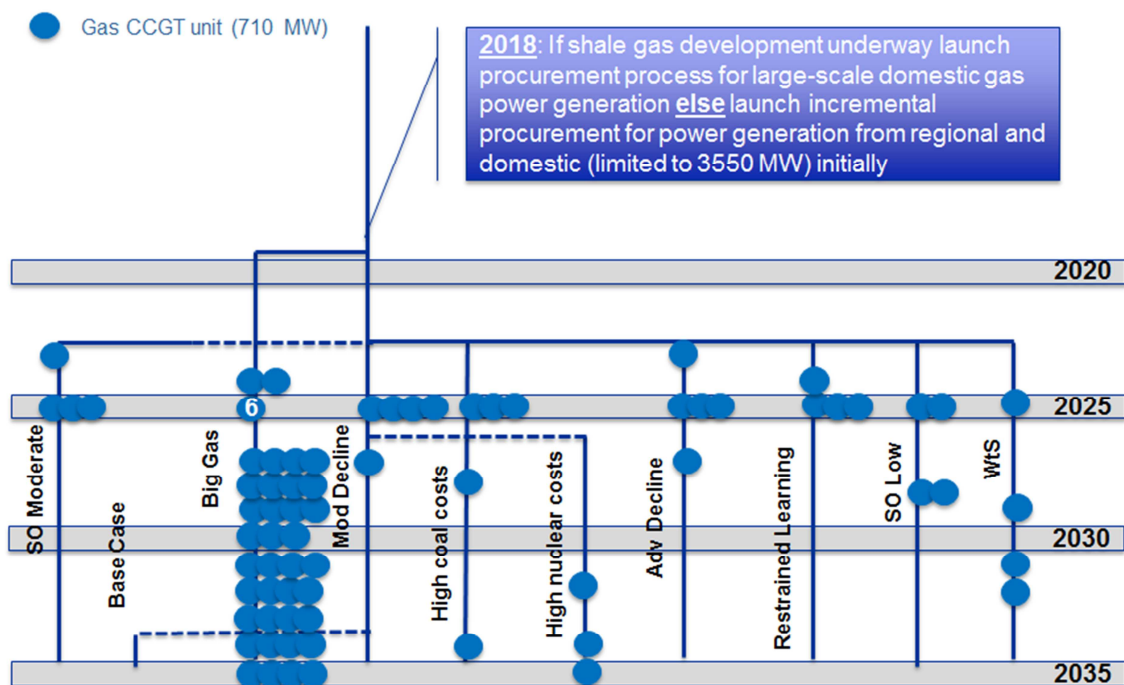 Gas CCGT unit (710 MW)
2018: If shale gas development underway launch
procurement process for large-scale domestic gas
power generation else launch incremental
procurement for power generation from regional and
domestic (limited to 3550 MW) initially
2020
2025
6
SO Moderate
Base Case
Big Gas
Mod Decline
High coal costs
High nuclear costs
Adv Decline
Restrained Learning
SO Low
WfS
2030
2035